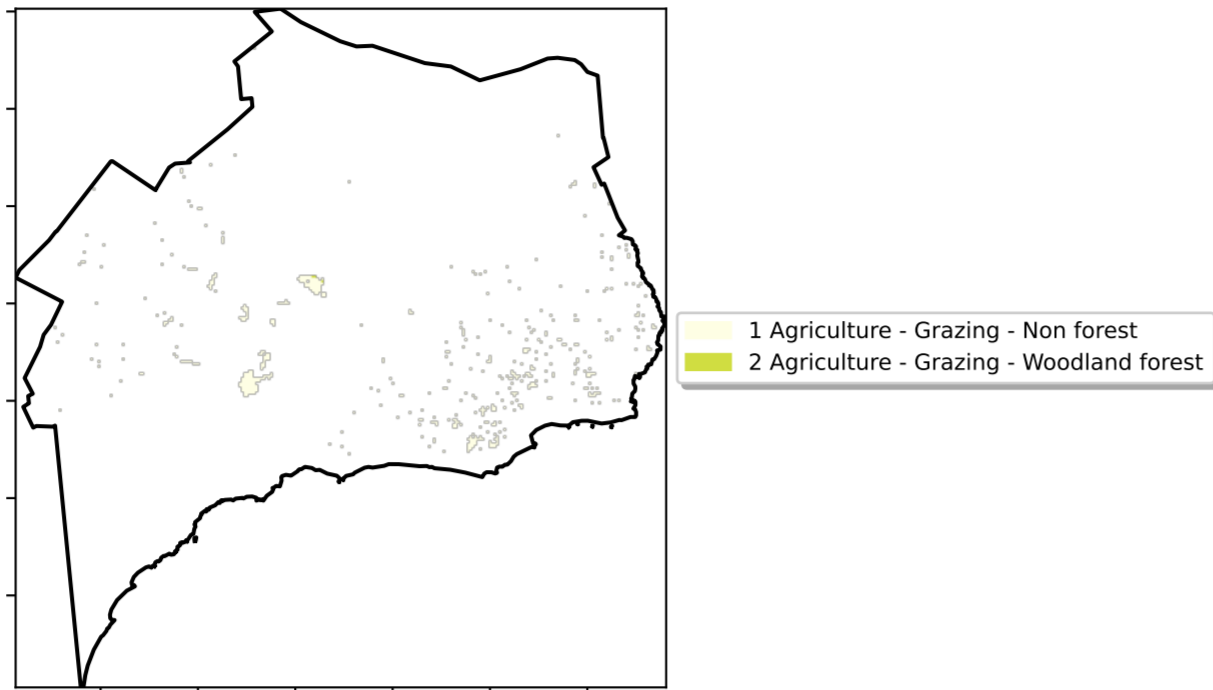 1 Agriculture - Grazing - Non forest
2 Agriculture - Grazing - Woodland forest